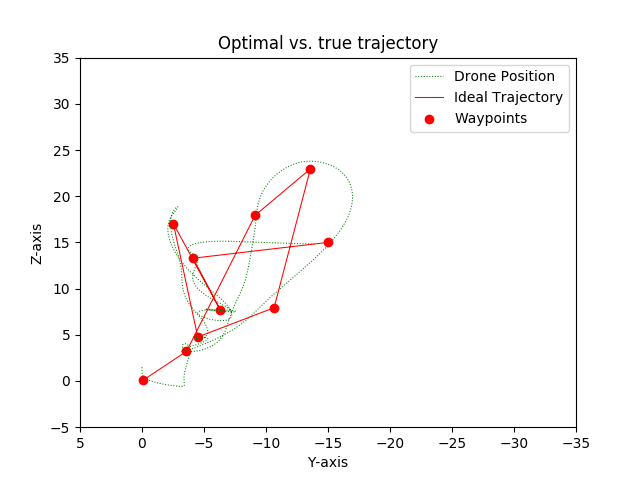 Optimal vs. true trajectory
Drone Position
Ideal Trajectory
Waypoints
Z-axis
35
30
25
20
15
10
5
0
−5
5 0 −5 −10 −15 −20 −25 −30 −35
Y-axis